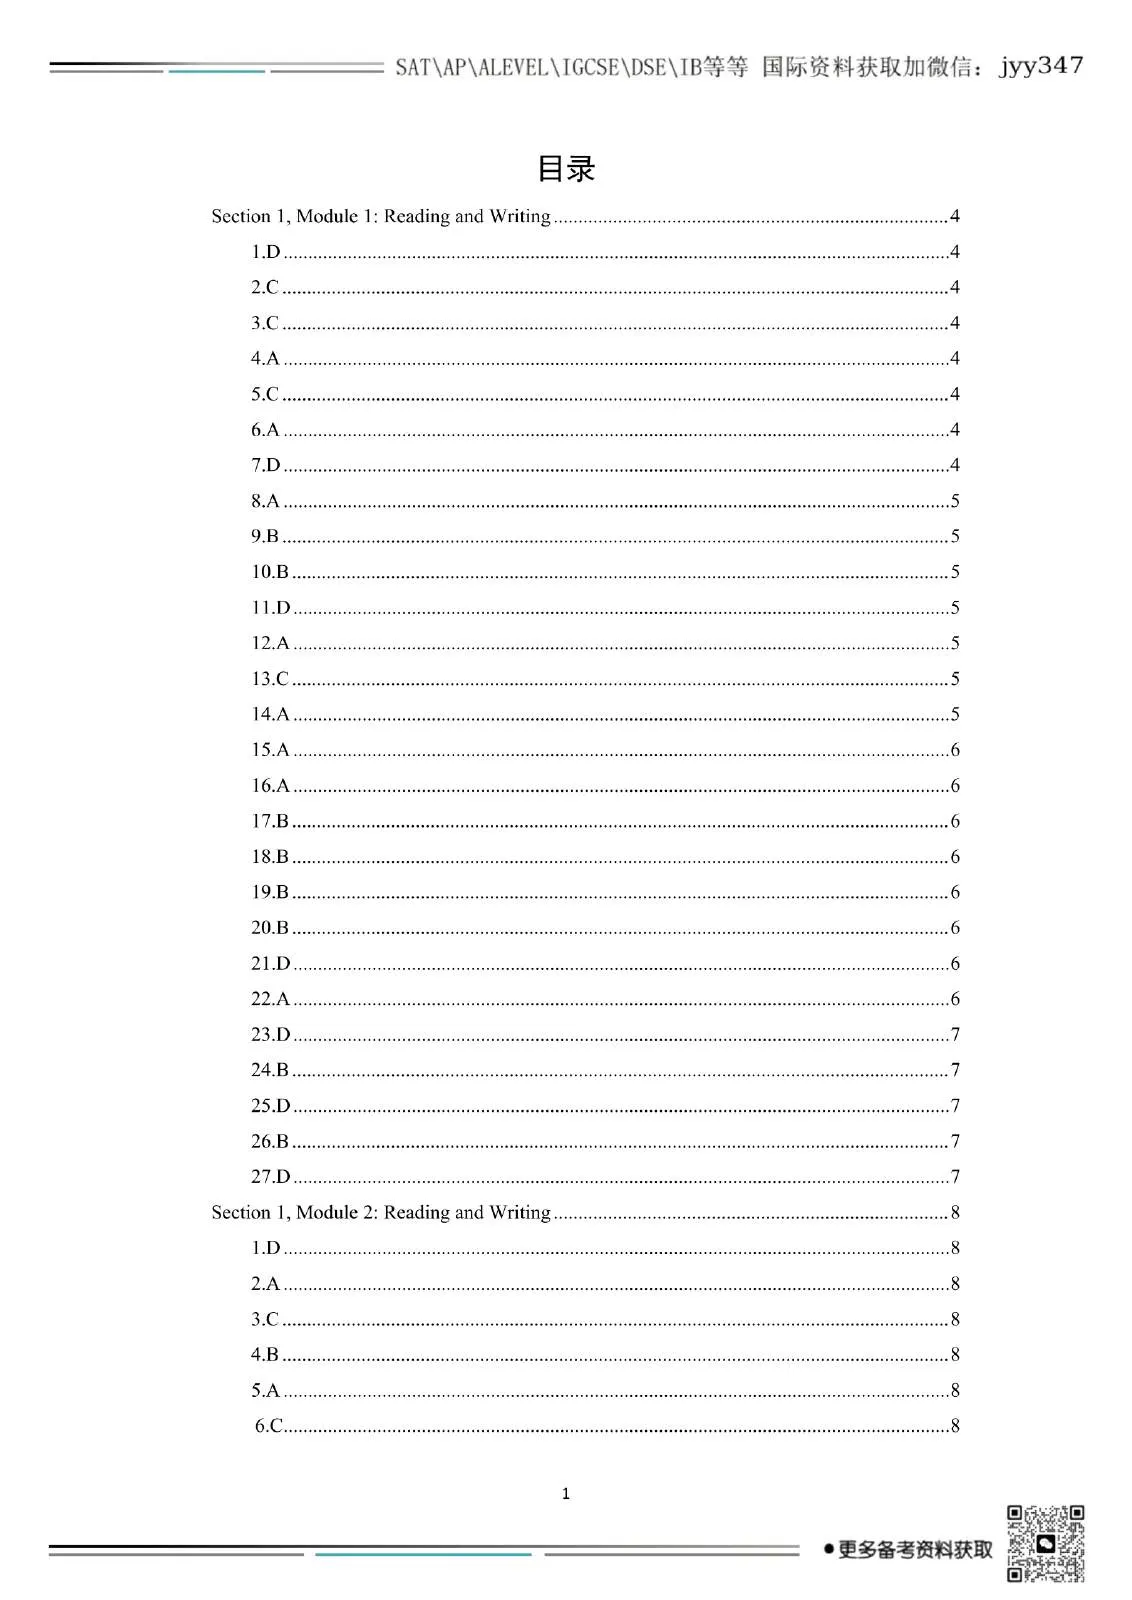 SAT\AP\ALEVEL\IGCSE\DSE\IB等等 国际资料获取加微信: jyy347
目录
Section 1, Module 1: Reading and Writing 4
1.D 4
2.C 4
3.C 4
4.A 4
5.C 4
6.A 4
7.D 4
8.A 5
9.B 5
10.B 5
11.D 5
12.A 5
13.C 5
14.A 5
15.A 6
16.A 6
17.B 6
18.B 6
19.B 6
20.B 6
21.D 6
22.A 6
23.D 7
24.B 7
25.D 7
26.B 7
27.D 7
Section 1, Module 2: Reading and Writing 8
1.D 8
2.A 8
3.C 8
4.B 8
5.A 8
6.C 8
1
●更多备考资料获取